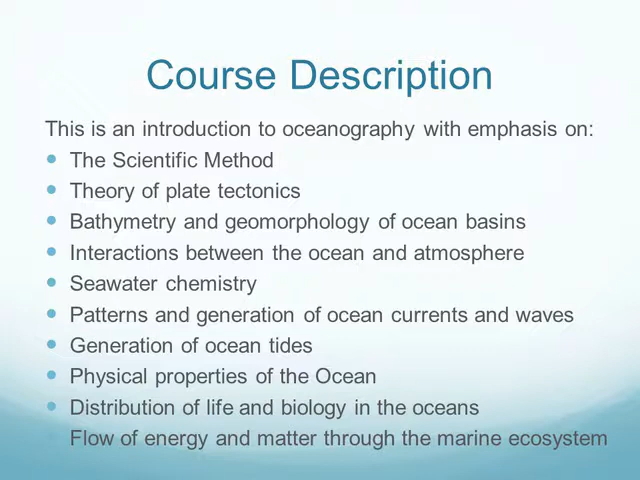 Course Description
This is an introduction to oceanography with emphasis on:
• The Scientific Method
• Theory of plate tectonics
• Bathymetry and geomorphology of ocean basins
• Interactions between the ocean and atmosphere
• Seawater chemistry
• Patterns and generation of ocean currents and waves
• Generation of ocean tides
• Physical properties of the Ocean
• Distribution of life and biology in the oceans
Flow of energy and matter through the marine ecosystem